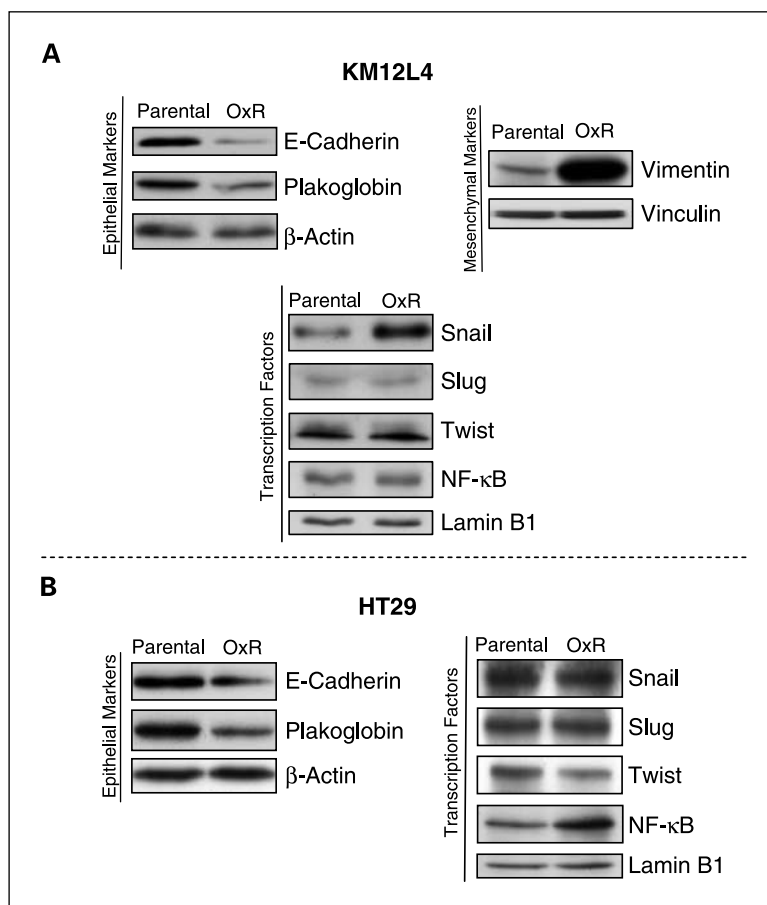 A
KM12L4
Epithelial Markers
Parental OxR
E-Cadherin
Plakoglobin
β-Actin
Mesenchymal Markers
Parental OxR
Vimentin
Vinculin
Transcription Factors
Parental OxR
Snail
Slug
Twist
NF-κB
Lamin B1
B
HT29
Epithelial Markers
Parental OxR
E-Cadherin
Plakoglobin
β-Actin
Transcription Factors
Parental OxR
Snail
Slug
Twist
NF-κB
Lamin B1